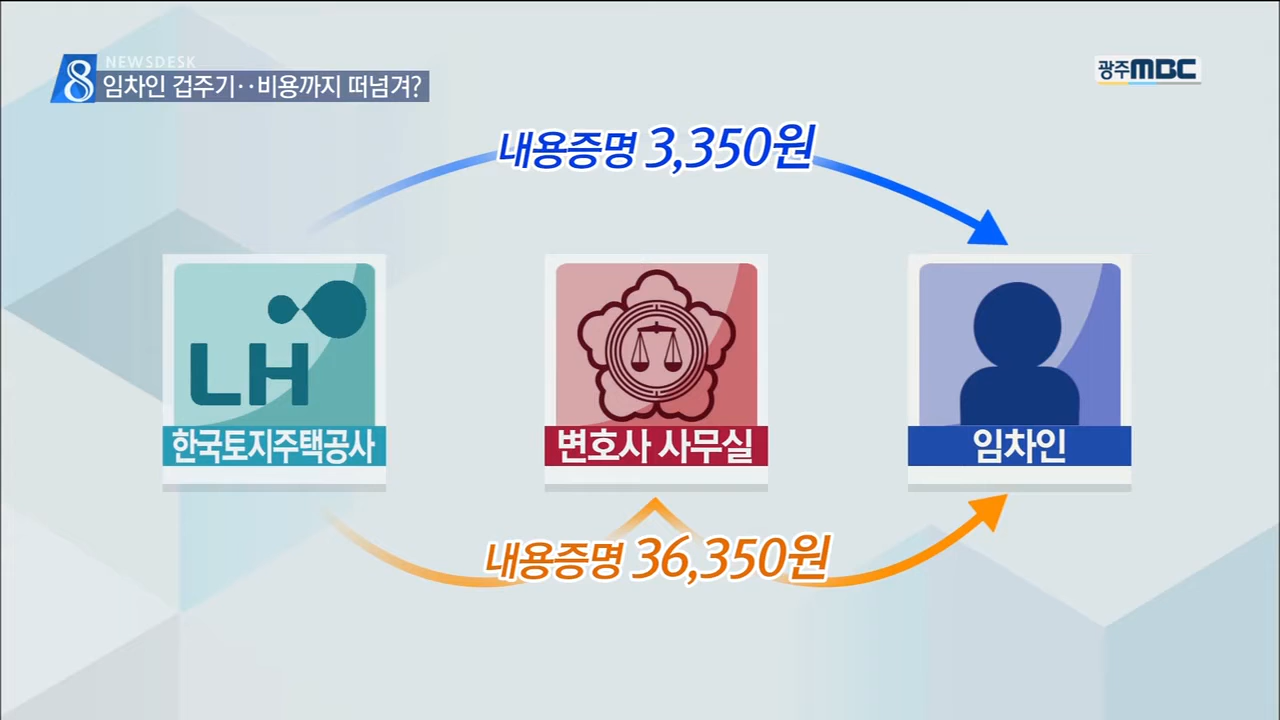 NEWSDESK
8 임차인 겁주기··비용까지 떠넘겨?
광주MBC
내용증명 3,350원
LH
한국토지주택공사
변호사 사무실
임차인
내용증명 36,350원